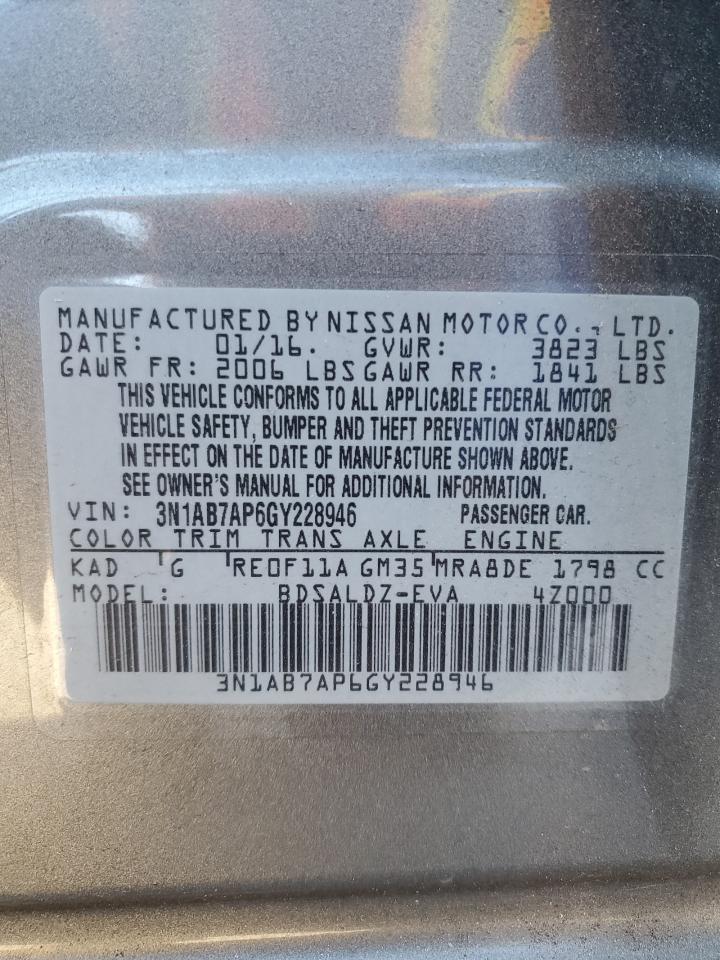 MANUFACTURED BY NISSAN MOTOR CO., LTD.
DATE: 01/16. GVWR: 3823 LBS
GAWR FR: 2006 LBS GAWR RR: 1841 LBS
THIS VEHICLE CONFORMS TO ALL APPLICABLE FEDERAL MOTOR
VEHICLE SAFETY, BUMPER AND THEFT PREVENTION STANDARDS
IN EFFECT ON THE DATE OF MANUFACTURE SHOWN ABOVE.
SEE OWNER'S MANUAL FOR ADDITIONAL INFORMATION.
VIN: 3N1AB7AP6GY228946 PASSENGER CAR.
COLOR TRIM TRANS AXLE ENGINE
KAD G RE0F11A GM35 MRA8DE 1798 CC
MODEL: BDSALDZ-EVA 4Z000
3N1AB7AP6GY228946